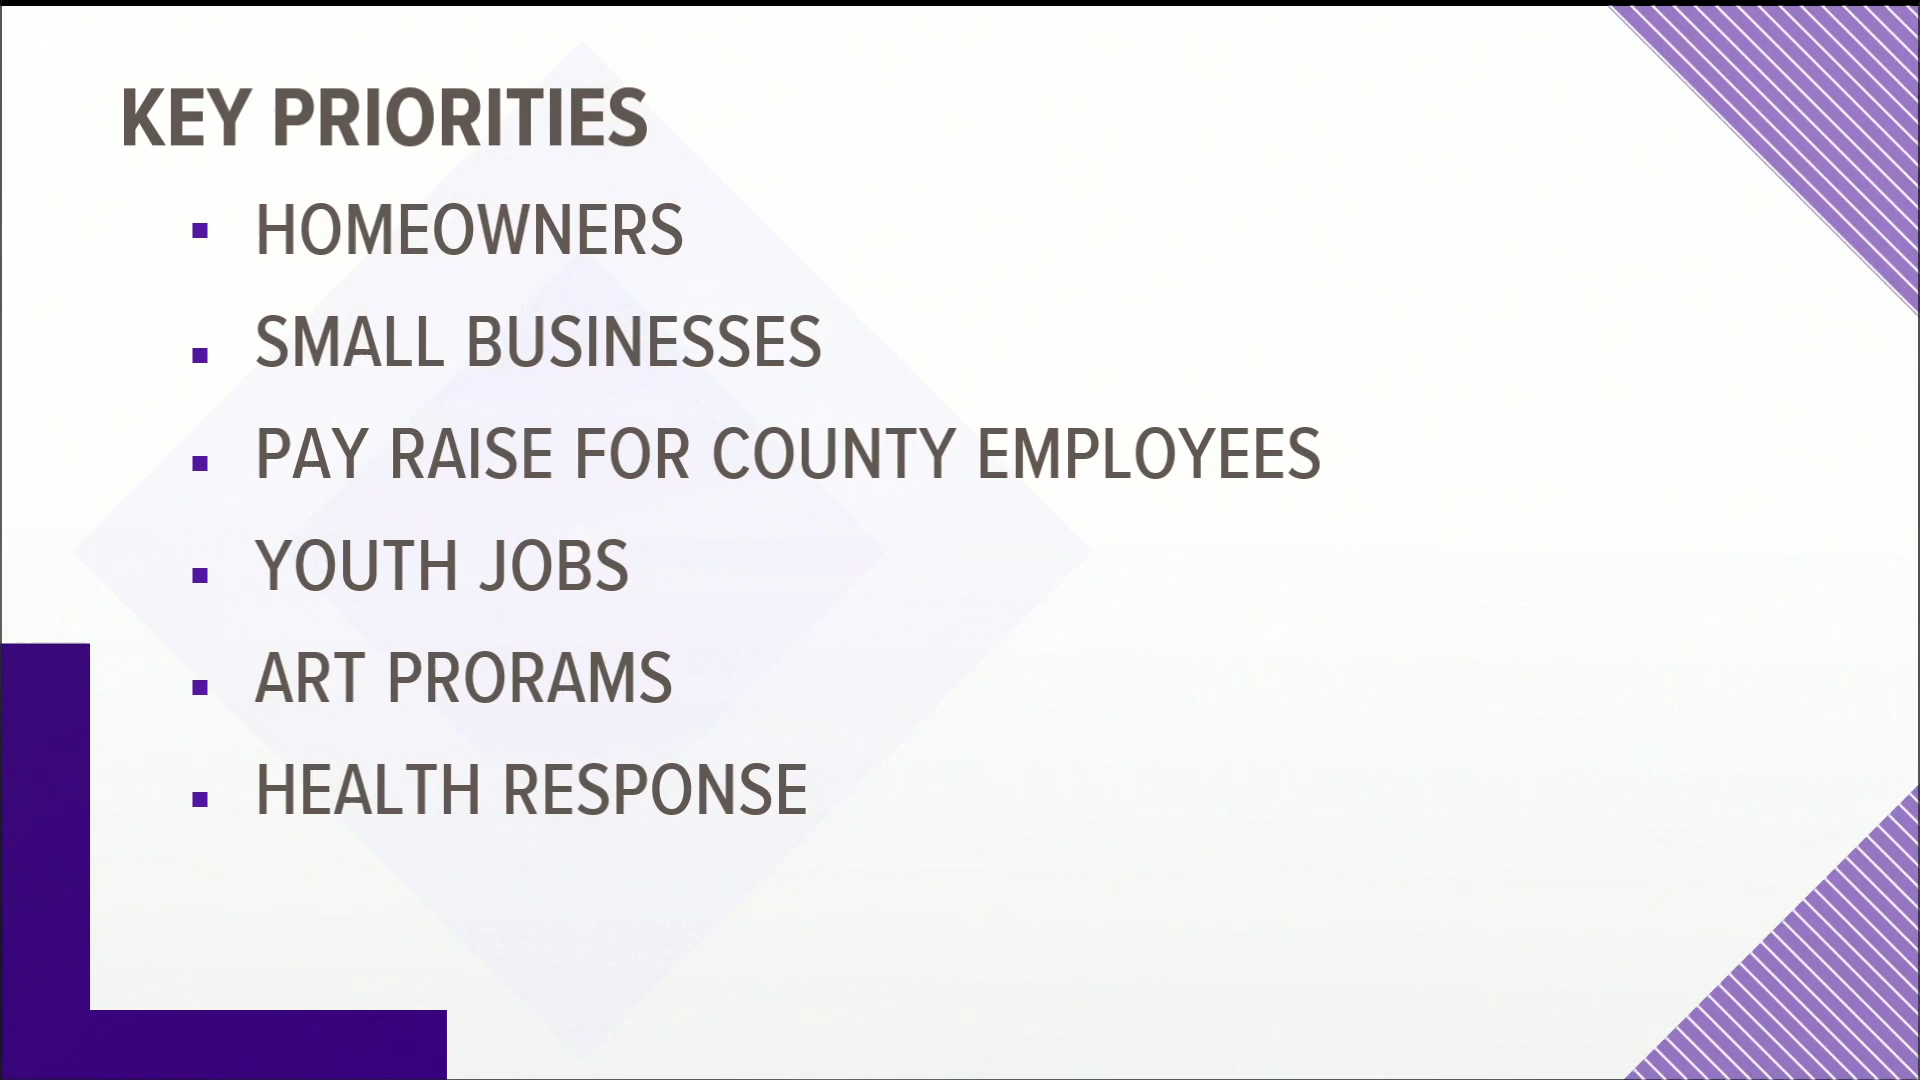 KEY PRIORITIES
HOMEOWNERS
SMALL BUSINESSES
PAY RAISE FOR COUNTY EMPLOYEES
YOUTH JOBS
ART PRORAMS
HEALTH RESPONSE